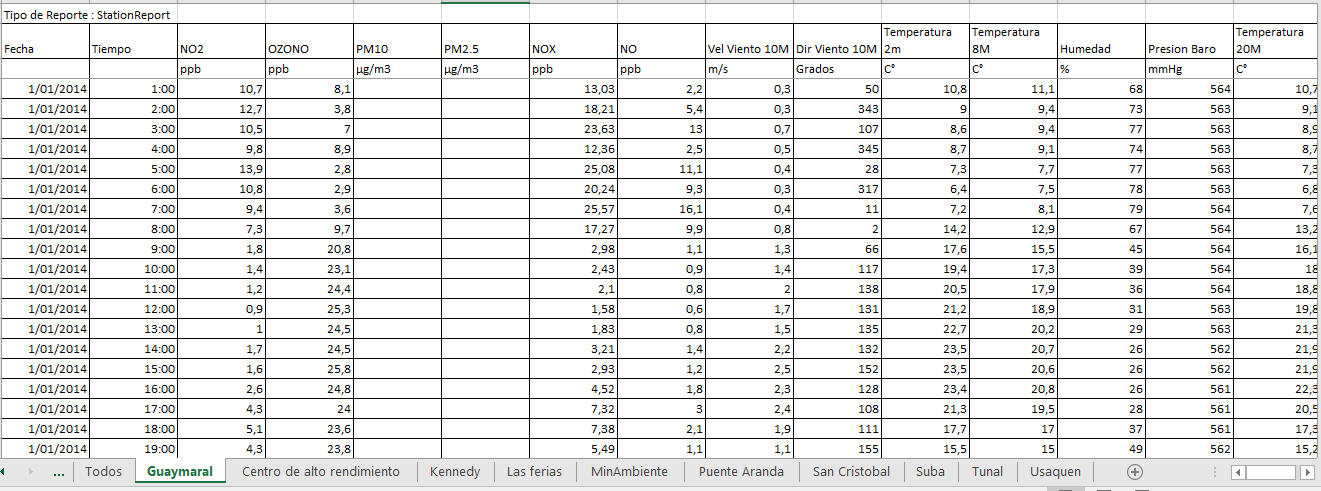 Tipo de Reporte : StationReport
Fecha Tiempo NO2 OZONO PM10 PM2.5 NOX NO Vel Viento 10M Dir Viento 10M Temperatura 2m Temperatura 8M Humedad Presion Baro Temperatura 20M
ppb ppb µg/m3 µg/m3 ppb ppb m/s Grados C° C° % mmHg C°
1/01/2014 1:00 10,7 8,1 13,03 2,2 0,3 50 10,8 11,1 68 564 10,7
1/01/2014 2:00 12,7 3,8 18,21 5,4 0,3 343 9 9,4 73 563 9,1
1/01/2014 3:00 10,5 7 23,63 13 0,7 107 8,6 9,4 77 563 8,9
1/01/2014 4:00 9,8 8,9 12,36 2,5 0,5 345 8,7 9,1 74 563 8,7
1/01/2014 5:00 13,9 2,8 25,08 11,1 0,4 28 7,3 7,7 77 563 7,3
1/01/2014 6:00 10,8 2,9 20,24 9,3 0,3 317 6,4 7,5 78 563 6,8
1/01/2014 7:00 9,4 3,6 25,57 16,1 0,4 11 7,2 8,1 79 564 7,6
1/01/2014 8:00 7,3 9,7 17,27 9,9 0,8 2 14,2 12,9 67 564 13,2
1/01/2014 9:00 1,8 20,8 2,98 1,1 1,3 66 17,6 15,5 45 564 16,1
1/01/2014 10:00 1,4 23,1 2,43 0,9 1,4 117 19,4 17,3 39 564 18
1/01/2014 11:00 1,2 24,4 2,1 0,8 2 138 20,5 17,9 36 564 18,8
1/01/2014 12:00 0,9 25,3 1,58 0,6 1,7 131 21,2 18,9 31 563 19,8
1/01/2014 13:00 1 24,5 1,83 0,8 1,5 135 22,7 20,2 29 563 21,3
1/01/2014 14:00 1,7 24,5 3,21 1,4 2,2 132 23,5 20,7 26 562 21,9
1/01/2014 15:00 1,6 25,8 2,93 1,2 2,5 152 23,5 20,6 26 562 21,9
1/01/2014 16:00 2,6 24,8 4,52 1,8 2,3 128 23,4 20,8 26 561 22,3
1/01/2014 17:00 4,3 24 7,32 3 2,4 108 21,3 19,5 28 561 20,5
1/01/2014 18:00 5,1 23,6 7,38 2,1 1,9 111 17,7 17 37 561 17,3
1/01/2014 19:00 4,3 23,8 5,49 1,1 1,1 155 15,5 15 49 562 15,2
... Todos Guaymaral Centro de alto rendimiento Kennedy Las ferias MinAmbiente Puente Aranda San Cristobal Suba Tunal Usaquen